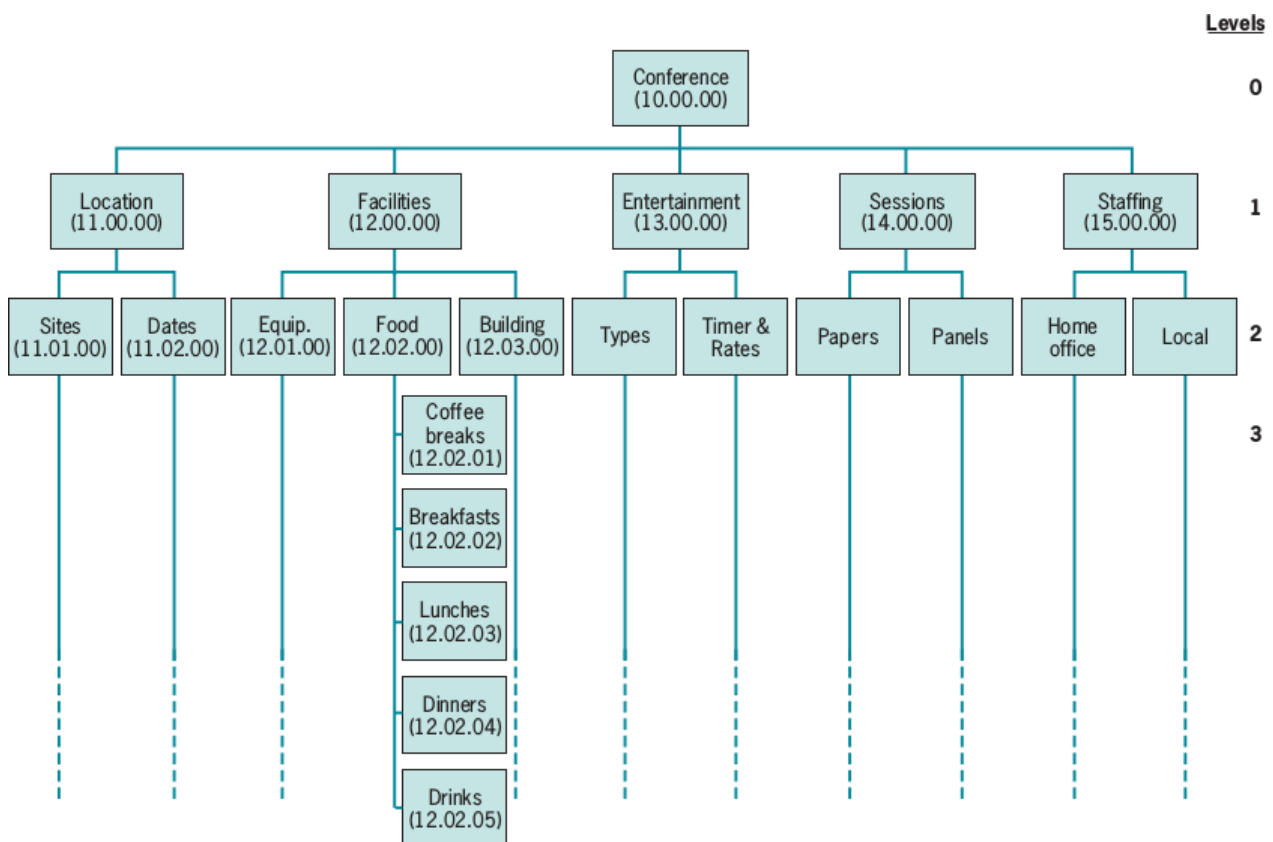 Levels
Conference
(10.00.00)
0
Location
(11.00.00)
Facilities
(12.00.00)
Entertainment
(13.00.00)
Sessions
(14.00.00)
Staffing
(15.00.00)
1
Sites
(11.01.00)
Dates
(11.02.00)
Equip.
(12.01.00)
Food
(12.02.00)
Building
(12.03.00)
Types
Timer &
Rates
Papers
Panels
Home
office
Local
2
Coffee
breaks
(12.02.01)
3
Breakfasts
(12.02.02)
Lunches
(12.02.03)
Dinners
(12.02.04)
Drinks
(12.02.05)